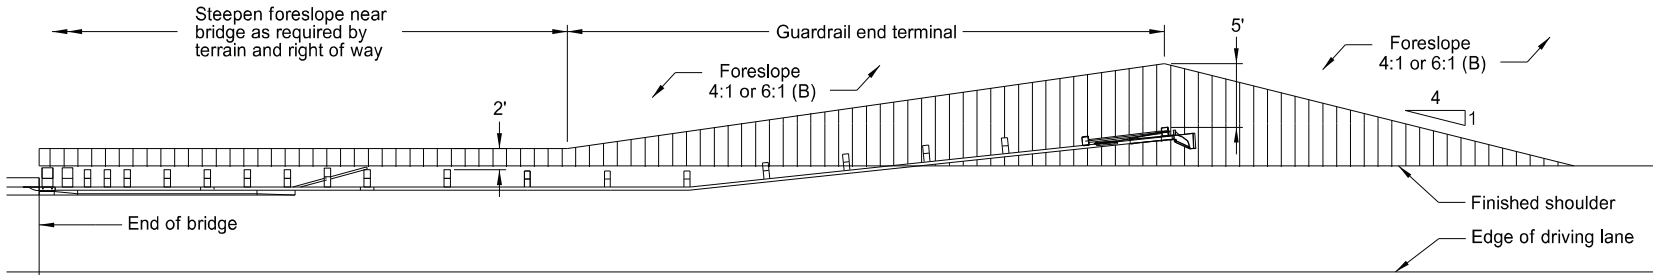 Steepen foreslope near
bridge as required by
terrain and right of way
Guardrail end terminal
5'
Foreslope
4:1 or 6:1 (B)
Foreslope
4:1 or 6:1 (B)
2'
4
1
End of bridge
Finished shoulder
Edge of driving lane